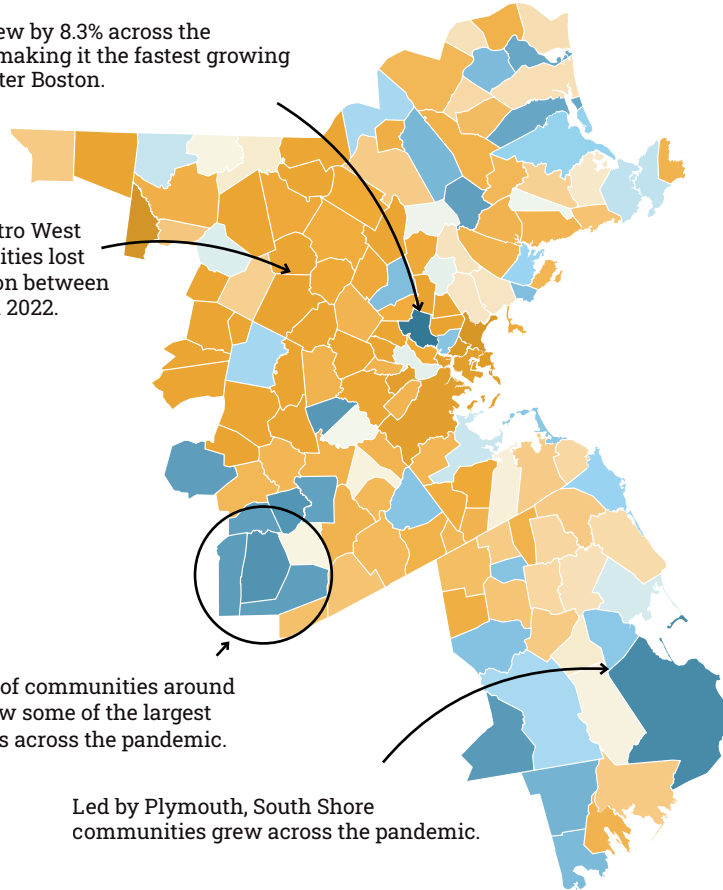 ew by 8.3% across the
making it the fastest growing
ter Boston.
tro West
ities lost
on between
2022.
of communities around
w some of the largest
s across the pandemic.
Led by Plymouth, South Shore
communities grew across the pandemic.